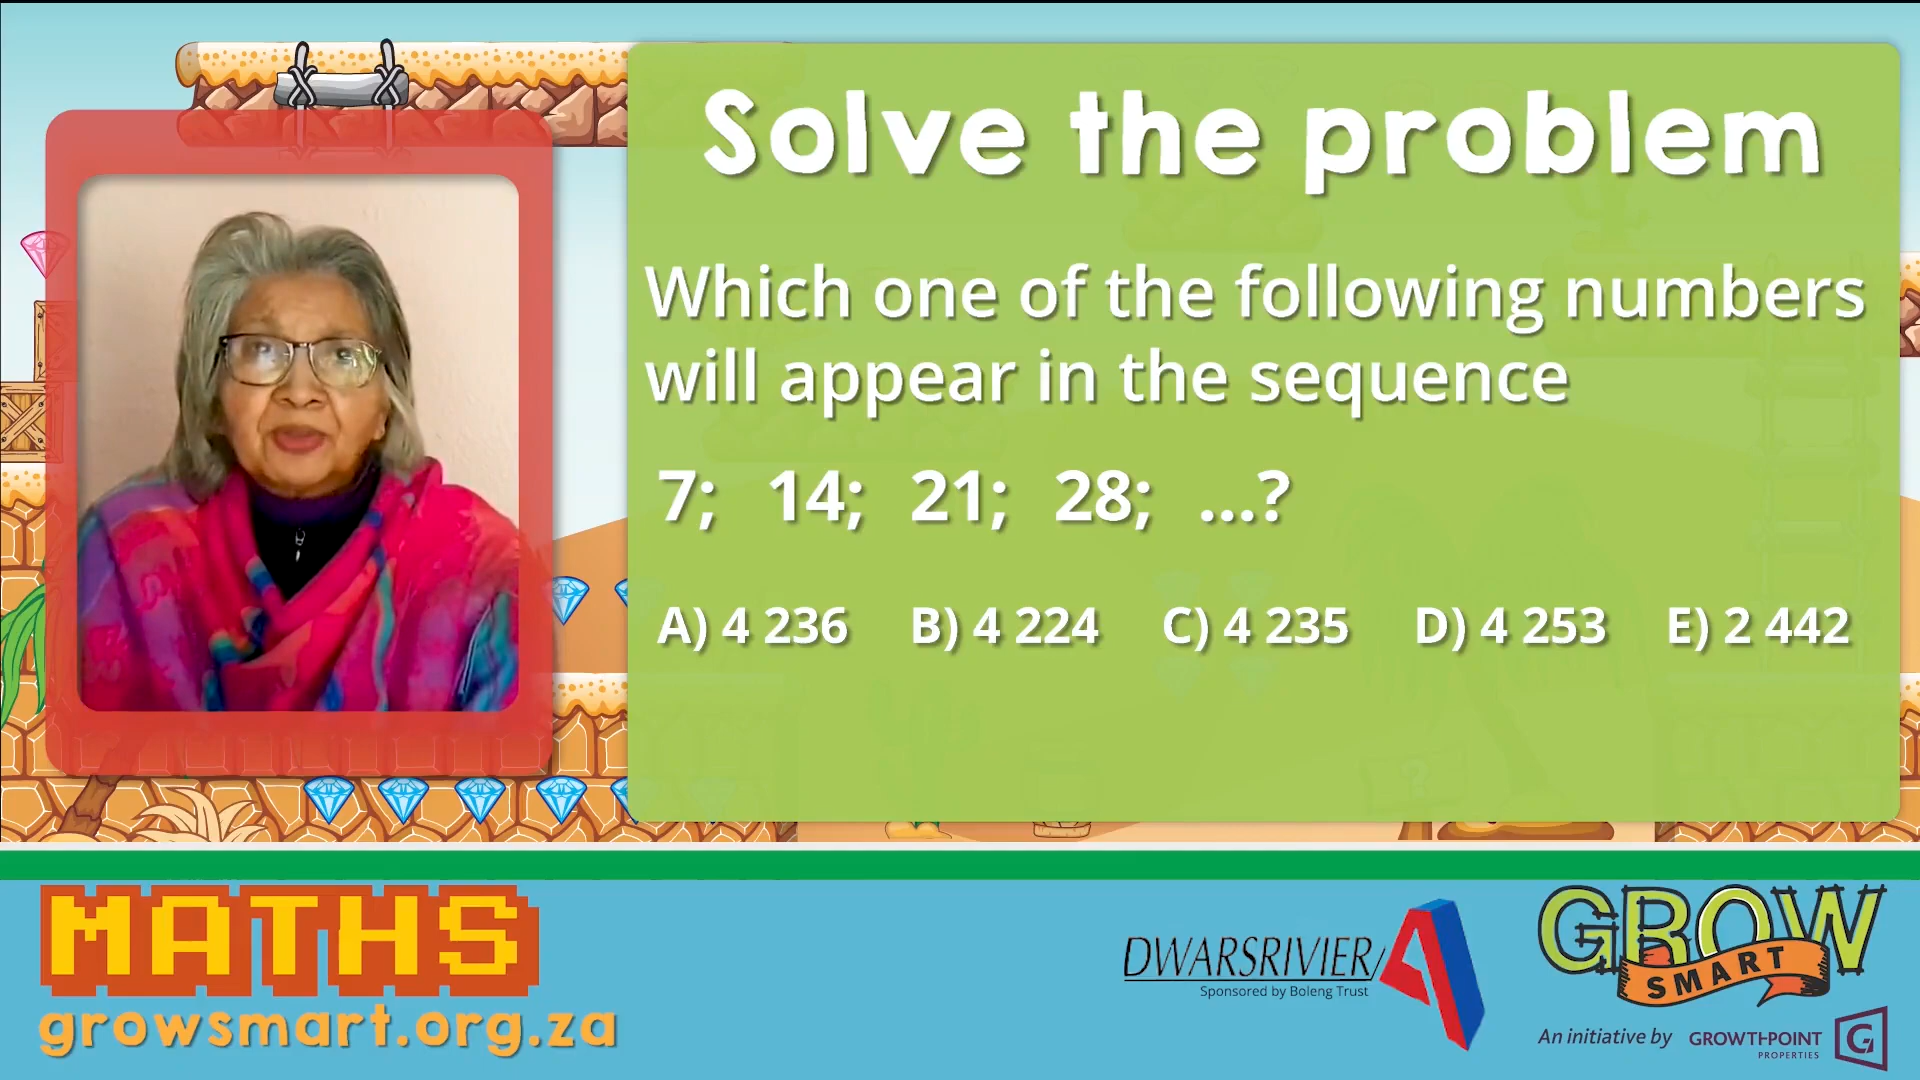 Solve the problem
Which one of the following numbers
will appear in the sequence
7; 14; 21; 28; ...?
A) 4 236 B) 4 224 C) 4 235 D) 4 253 E) 2 442
MATHS
growsmart.org.za
DWARSRIVIER
Sponsored by Boleng Trust
GROW
SMART
An initiative by GROWTHPOINT
PROPERTIES